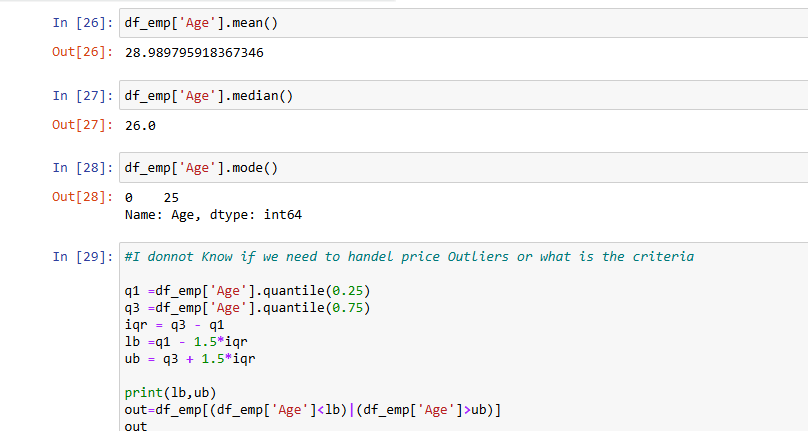 In [26]: df_emp['Age'].mean()
Out[26]: 28.989795918367346
In [27]: df_emp['Age'].median()
Out[27]: 26.0
In [28]: df_emp['Age'].mode()
Out[28]: 0    25
Name: Age, dtype: int64
In [29]: #I donnot Know if we need to handel price Outliers or what is the criteria
q1 =df_emp['Age'].quantile(0.25)
q3 =df_emp['Age'].quantile(0.75)
iqr = q3 - q1
lb =q1 - 1.5*iqr
ub = q3 + 1.5*iqr
print(lb,ub)
out=df_emp[(df_emp['Age']<lb)|(df_emp['Age']>ub)]
out